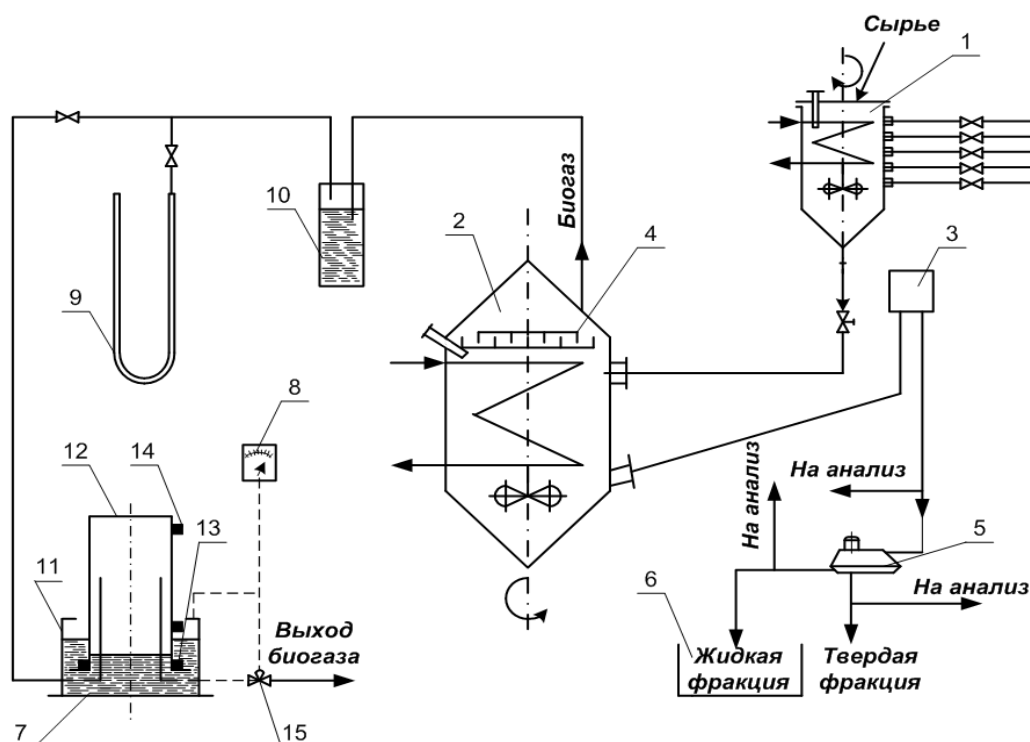 Сырье
1
10
Биогаз
2
4
3
9
8
12
14
На анализ
На анализ
13
5
11
6
На анализ
Выход
биогаза
Жидкая
фракция
Твердая
фракция
7
15